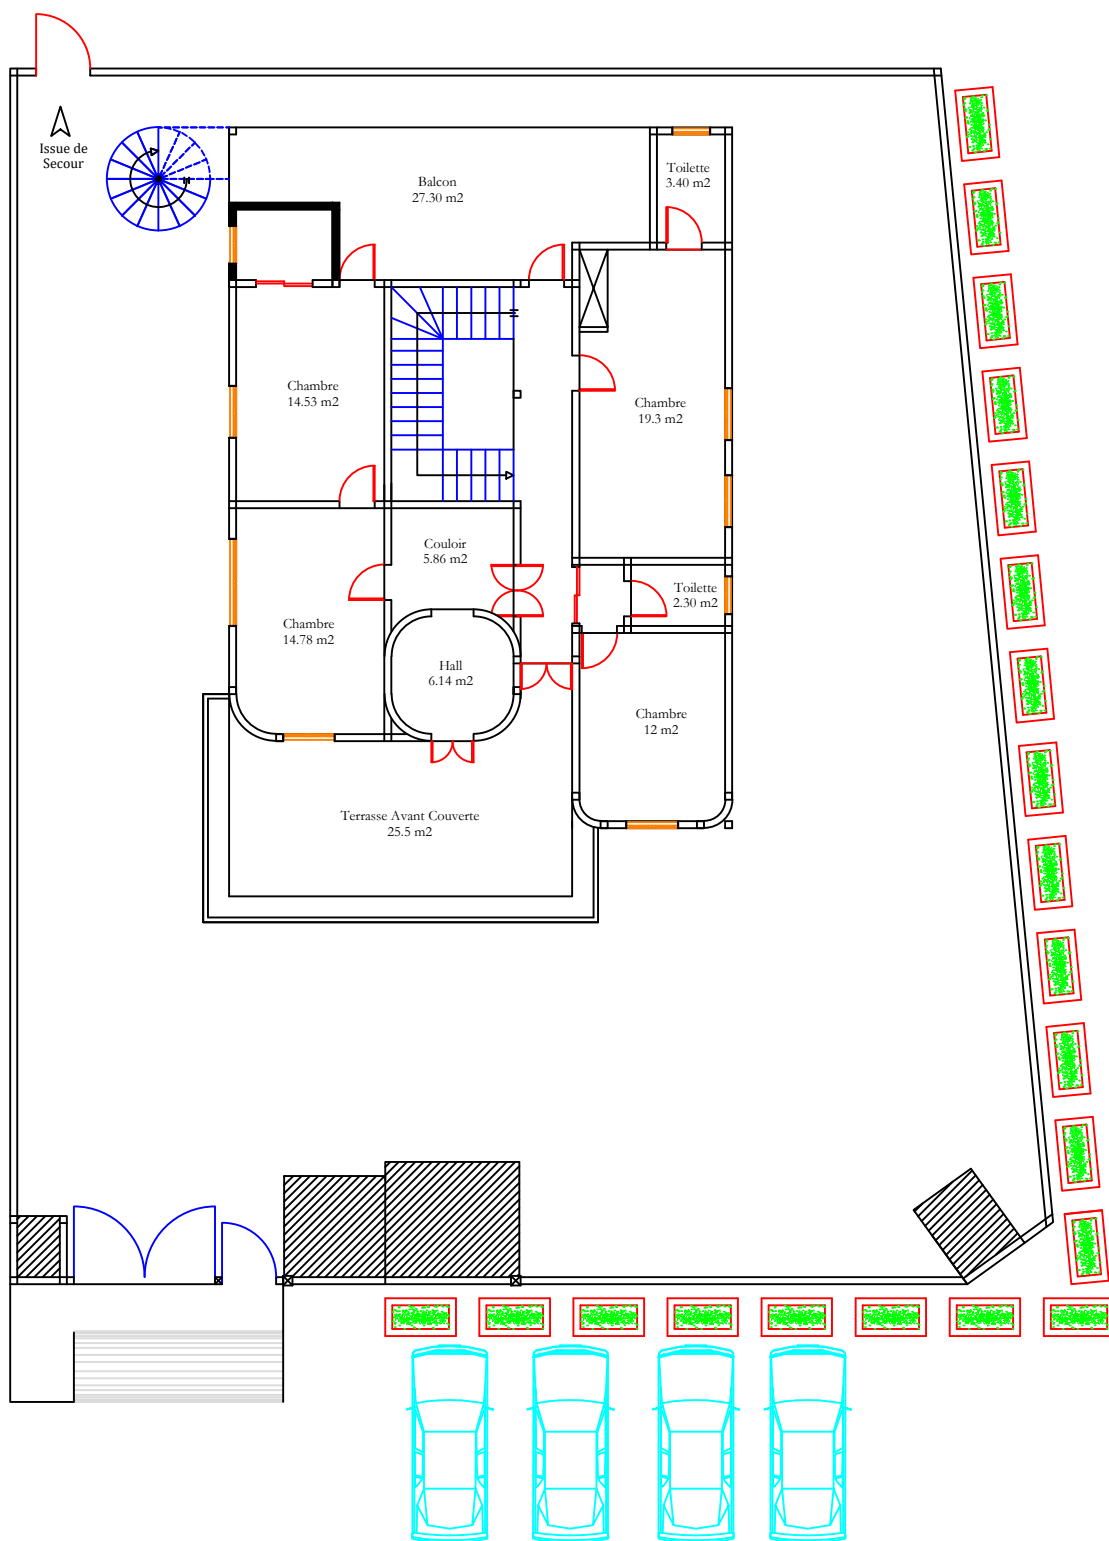 Issue de
Secour
Balcon
27.30 m2
Toilette
3.40 m2
Chambre
14.53 m2
Chambre
19.3 m2
Couloir
5.86 m2
Toilette
2.30 m2
Chambre
14.78 m2
Hall
6.14 m2
Chambre
12 m2
Terrasse Avant Couverte
25.5 m2